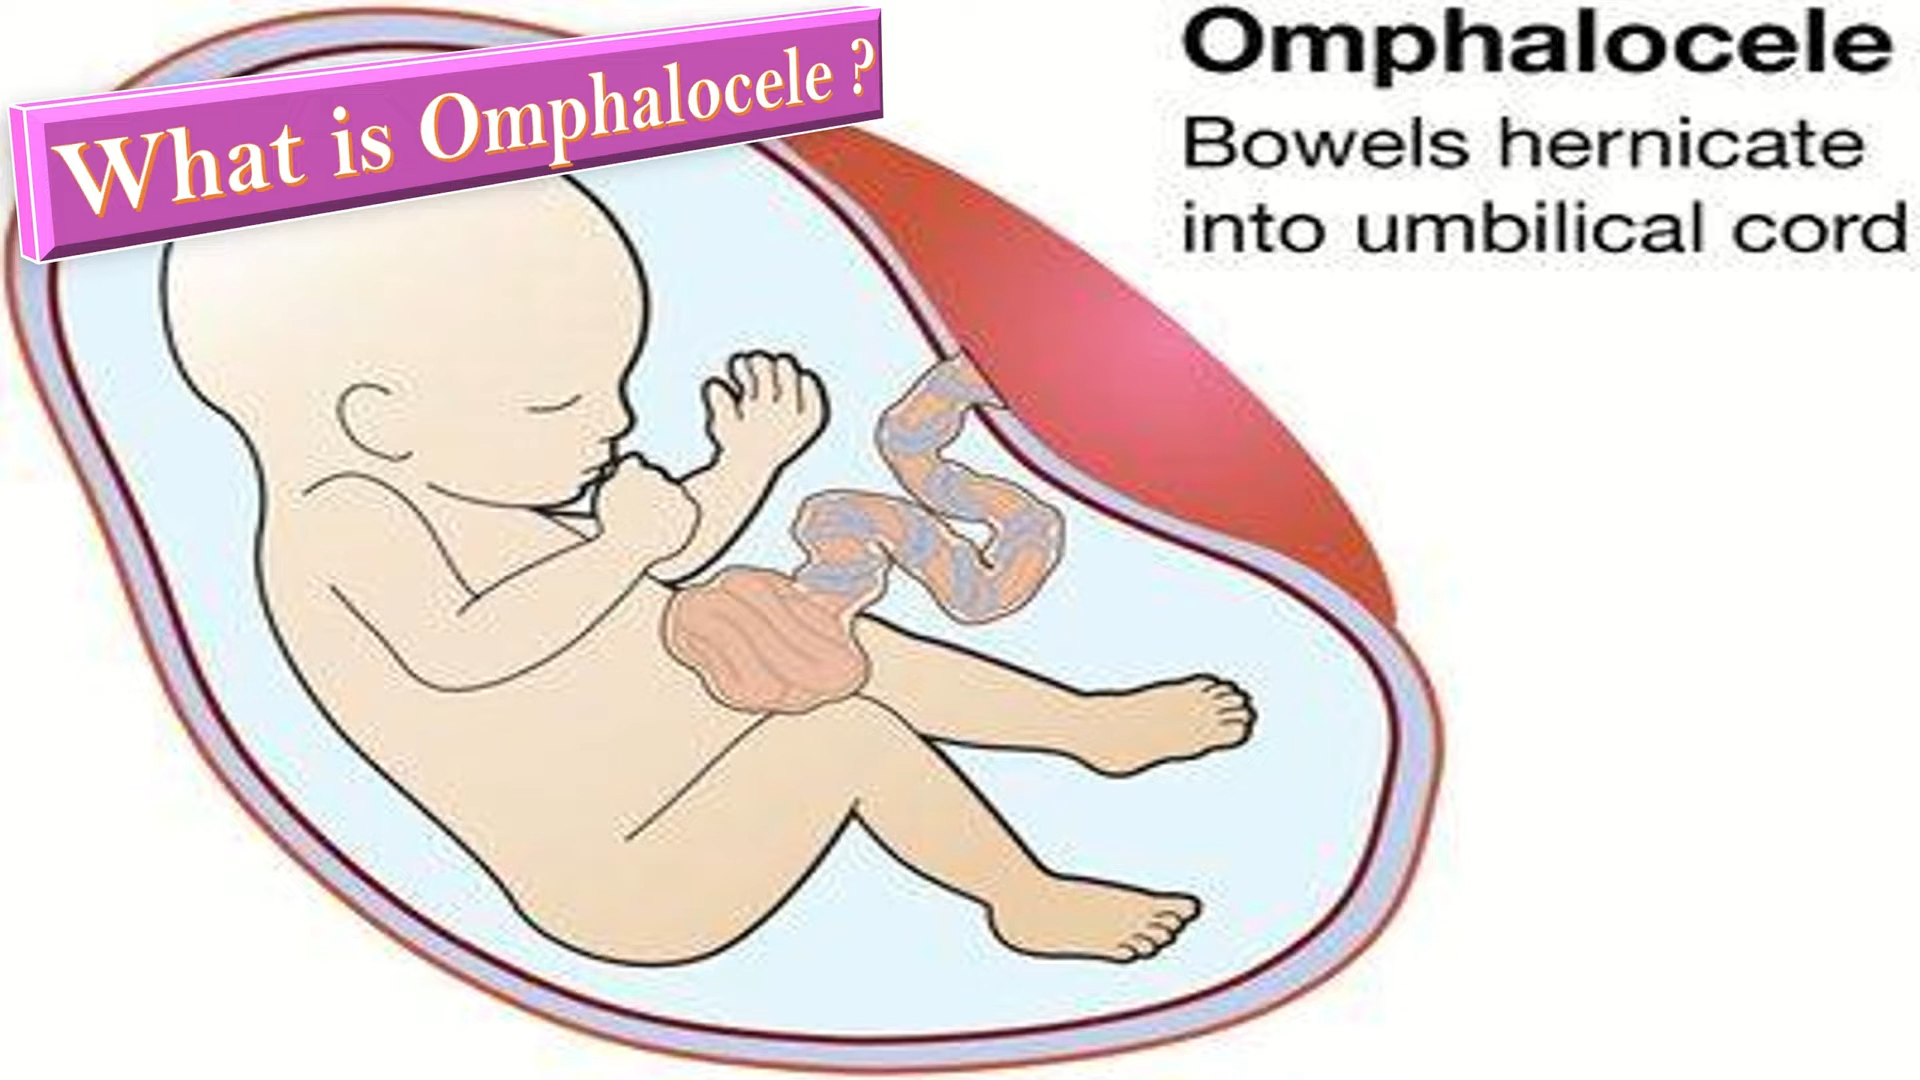 What is Omphalocele ?
Omphalocele
Bowels hernicate
into umbilical cord